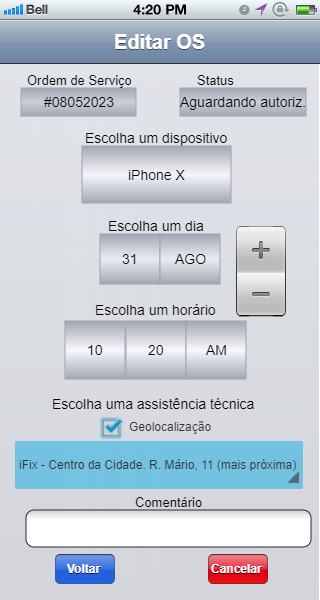 Bell 4:20 PM
Editar OS
Ordem de Serviço Status
#08052023 Aguardando autoriz.
Escolha um dispositivo
iPhone X
Escolha um dia
31 AGO
+
−
Escolha um horário
10 20 AM
Escolha uma assistência técnica
Geolocalização
iFix - Centro da Cidade. R. Mário, 11 (mais próxima)
Comentário
Voltar Cancelar